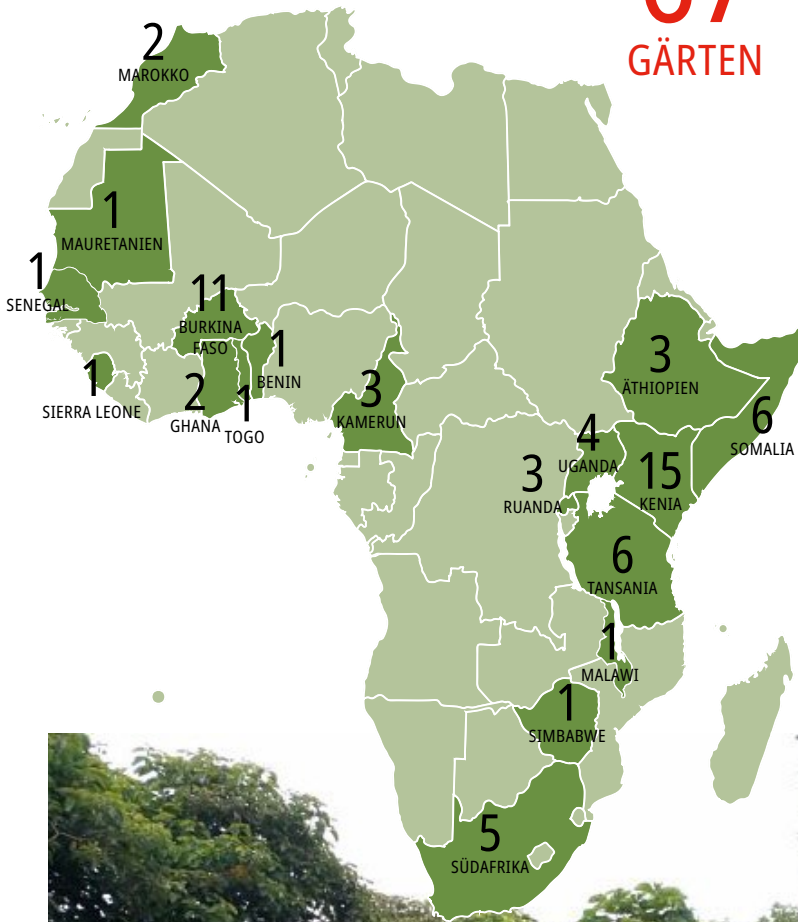 GÄRTEN
2
MAROKKO
1
MAURETANIEN
1
SENEGAL
11
BURKINA
FASO
1
BENIN
1
SIERRA LEONE
2
GHANA
1
TOGO
3
KAMERUN
3
ÄTHIOPIEN
6
SOMALIA
4
UGANDA
3
RUANDA
15
KENIA
6
TANSANIA
1
MALAWI
1
SIMBABWE
5
SÜDAFRIKA